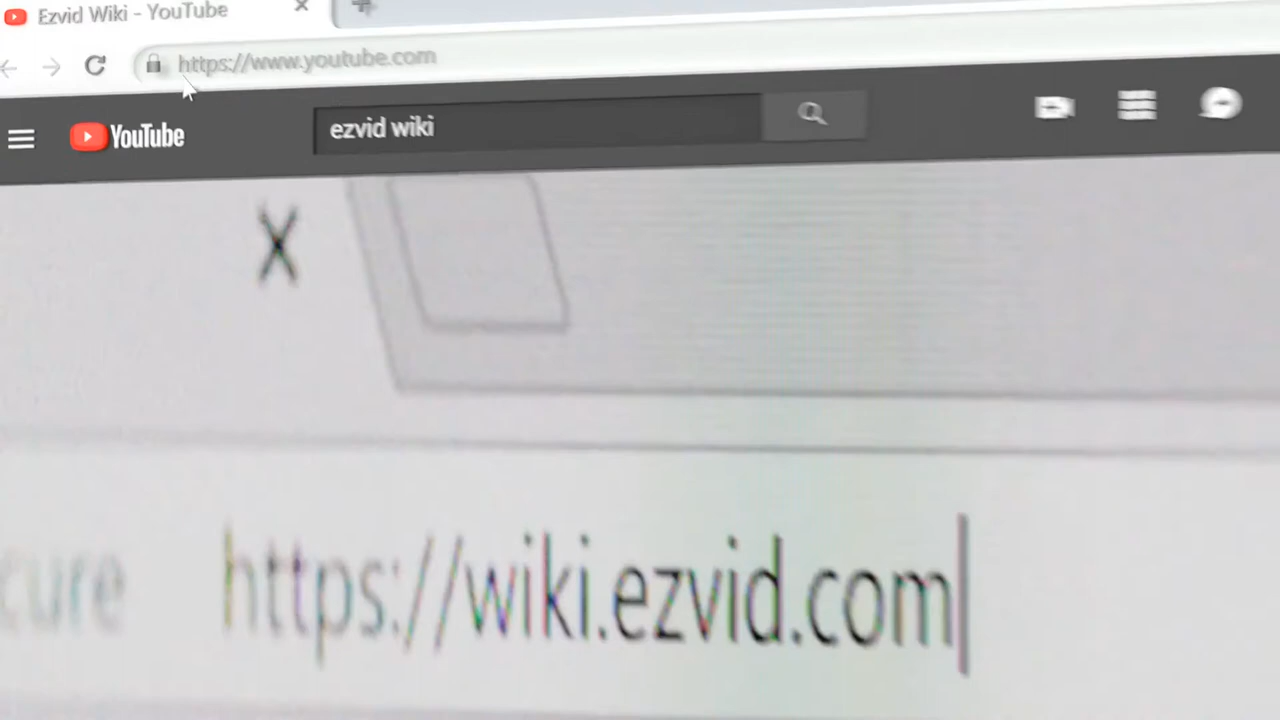 Ezvid Wiki - YouTube
https://www.youtube.com
YouTube
ezvid wiki
X
cure https://wiki.ezvid.com